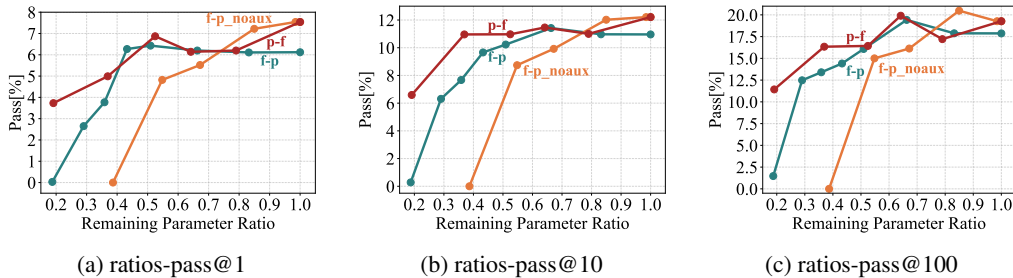 8
7
6
5
4
3
2
1
0
Pass[%]
f-p_noaux
p-f
f-p
0.2 0.3 0.4 0.5 0.6 0.7 0.8 0.9 1.0
Remaining Parameter Ratio
(a) ratios-pass@1
12
10
8
6
4
2
0
Pass[%]
p-f
f-p
f-p_noaux
0.2 0.3 0.4 0.5 0.6 0.7 0.8 0.9 1.0
Remaining Parameter Ratio
(b) ratios-pass@10
20.0
17.5
15.0
12.5
10.0
7.5
5.0
2.5
0.0
Pass[%]
p-f
f-p
f-p_noaux
0.2 0.3 0.4 0.5 0.6 0.7 0.8 0.9 1.0
Remaining Parameter Ratio
(c) ratios-pass@100